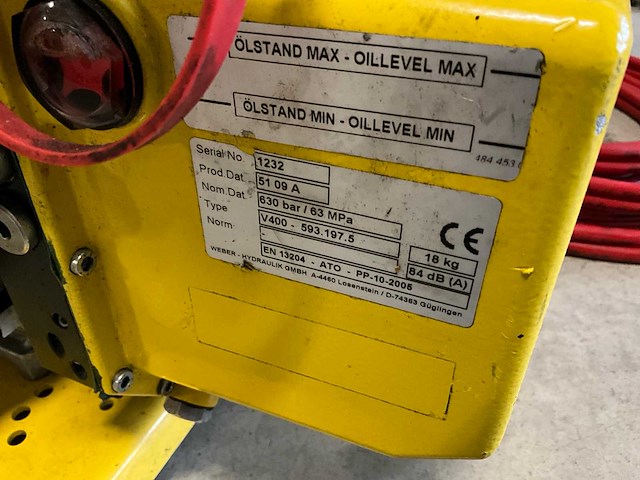 ÖLSTAND MAX - OILLEVEL MAX
ÖLSTAND MIN - OILLEVEL MIN
484 453
Serial No 1232
Prod.Dat. 51 09 A
Nom.Dat. 630 bar / 63 MPa
Type V400 - 593.197.5
Norm -
EN 13204 - ATO - PP-10-2005
CE
18 kg
84 dB (A)
WEBER - HYDRAULIK GMBH A-4460 Losenstein / D-74363 Güglingen